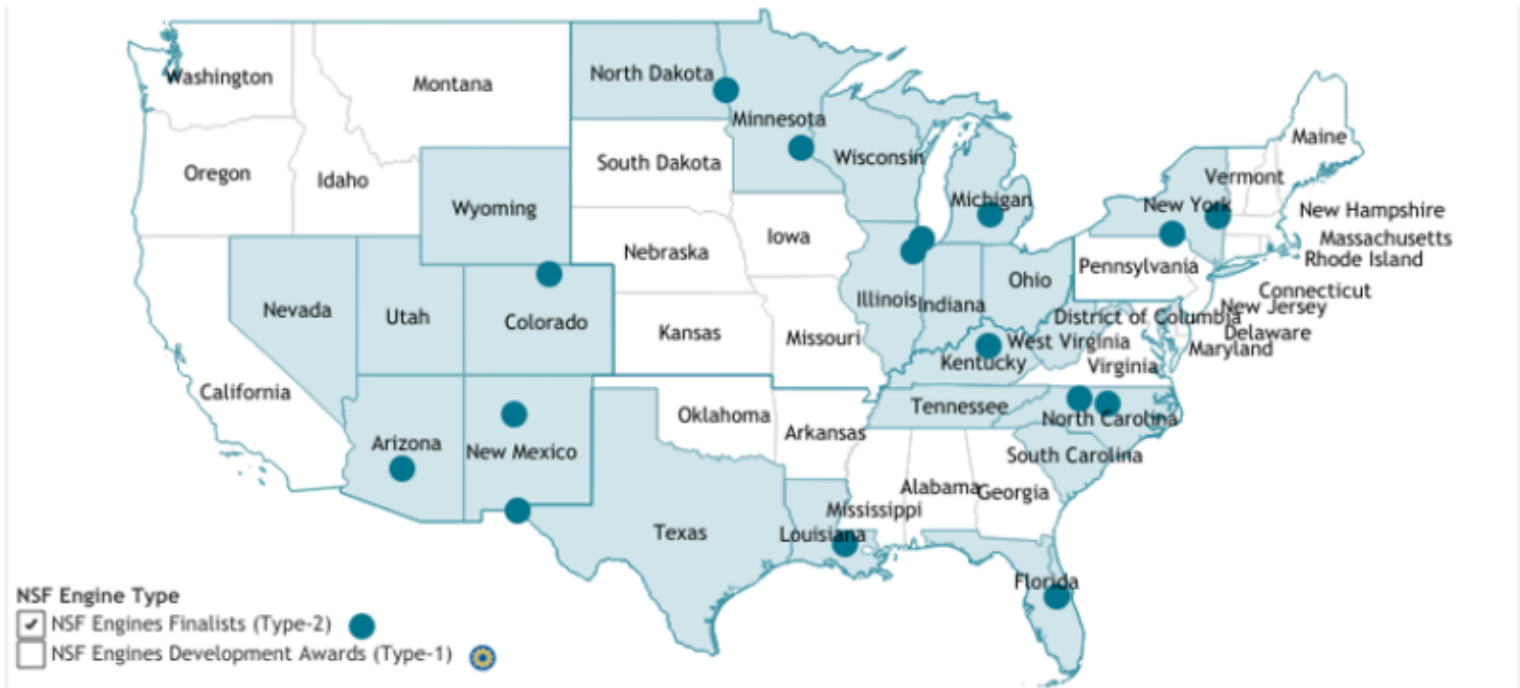 Washington
Montana
North Dakota
Minnesota
Maine
Oregon
Idaho
South Dakota
Wisconsin
Vermont
Wyoming
Michigan
New York
New Hampshire
Iowa
Massachusetts
Nebraska
Rhode Island
Pennsylvania
Nevada
Utah
Colorado
Illinois
Indiana
Ohio
Connecticut
New Jersey
District of Columbia
Kansas
Missouri
West Virginia
Delaware
Maryland
Kentucky
Virginia
California
Tennessee
Oklahoma
North Carolina
Arkansas
Arizona
New Mexico
South Carolina
Alabama
Georgia
Mississippi
Texas
Louisiana
Florida
NSF Engine Type
NSF Engines Finalists (Type-2)
NSF Engines Development Awards (Type-1)